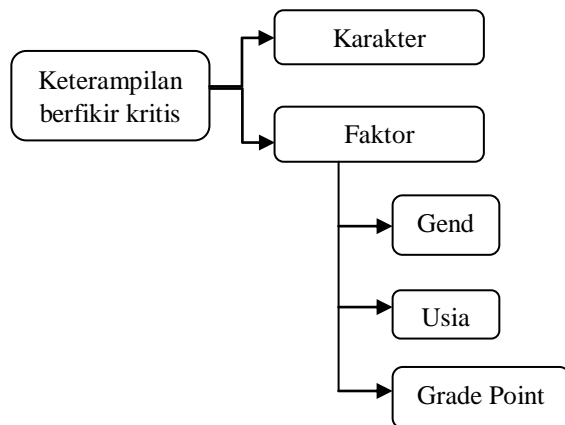 Karakter
Keterampilan
berfikir kritis
Faktor
Gend
Usia
Grade Point